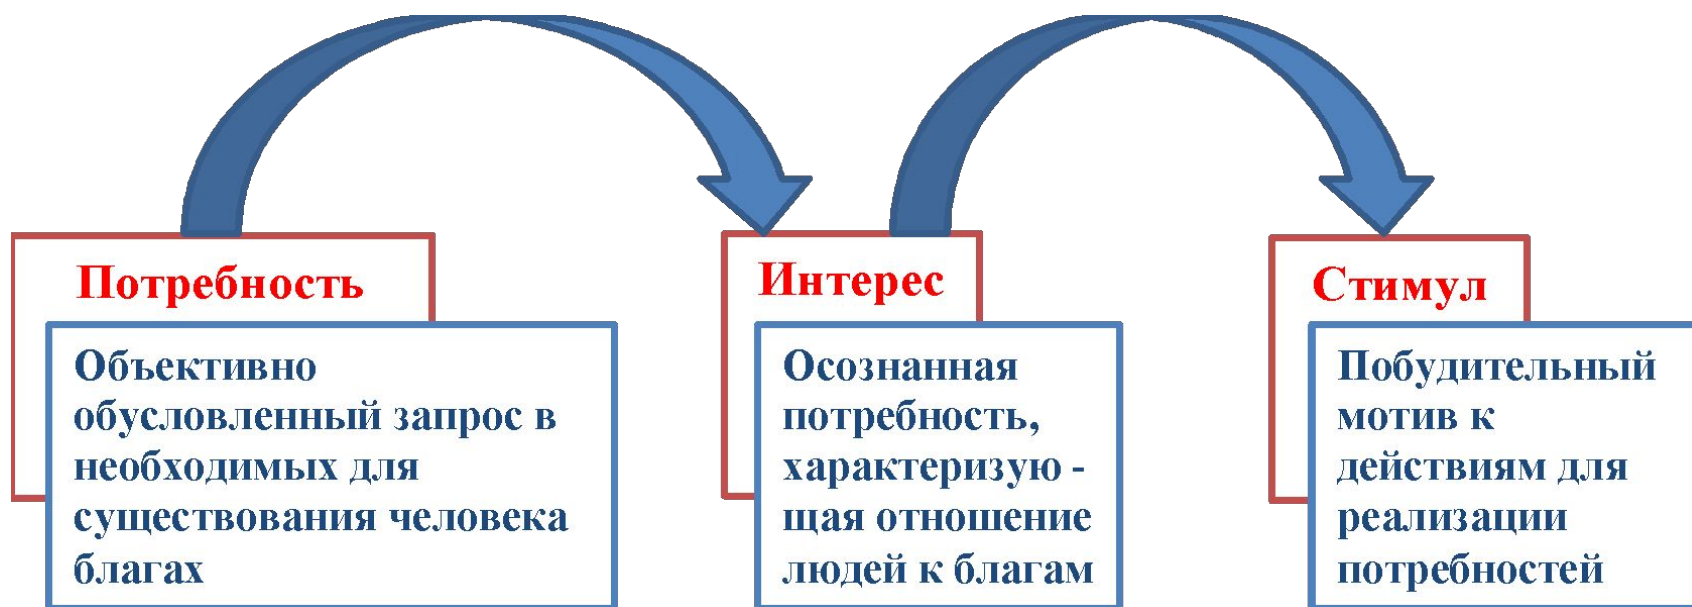 Потребность
Объективно
обусловленный запрос в
необходимых для
существования человека
благах
Интерес
Осознанная
потребность,
характеризую -
щая отношение
людей к благам
Стимул
Побудительный
мотив к
действиям для
реализации
потребностей